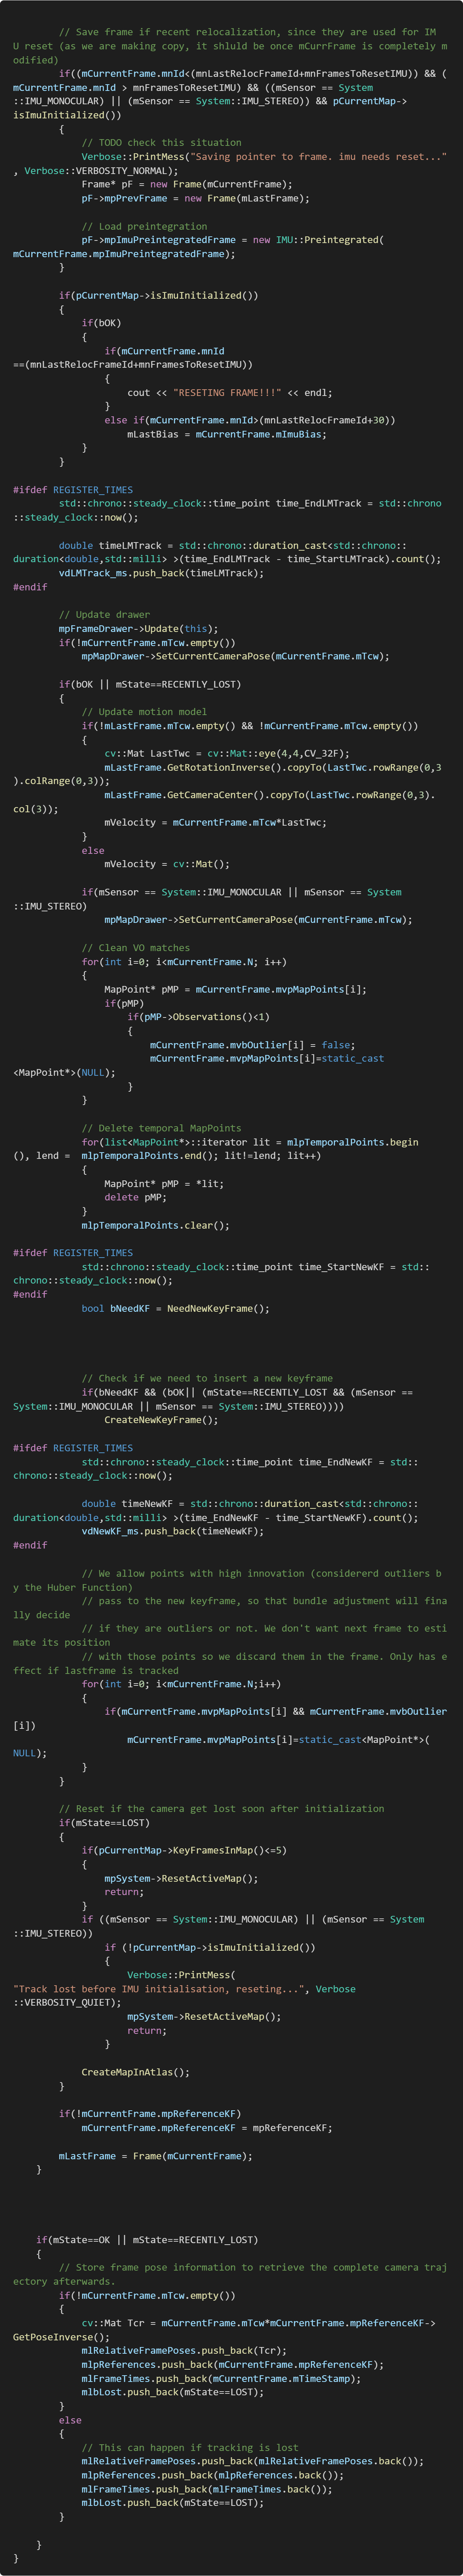 // Save frame if recent relocalization, since they are used for IM
U reset (as we are making copy, it shluld be once mCurrFrame is completely m
odified)
        if((mCurrentFrame.mnId<(mnLastRelocFrameId+mnFramesToResetIMU)) && (
mCurrentFrame.mnId > mnFramesToResetIMU) && ((mSensor == System
::IMU_MONOCULAR) || (mSensor == System::IMU_STEREO)) && pCurrentMap->
isImuInitialized())
        {
            // TODO check this situation
            Verbose::PrintMess("Saving pointer to frame. imu needs reset..."
, Verbose::VERBOSITY_NORMAL);
            Frame* pF = new Frame(mCurrentFrame);
            pF->mpPrevFrame = new Frame(mLastFrame);

            // Load preintegration
            pF->mpImuPreintegratedFrame = new IMU::Preintegrated(
mCurrentFrame.mpImuPreintegratedFrame);
        }

        if(pCurrentMap->isImuInitialized())
        {
            if(bOK)
            {
                if(mCurrentFrame.mnId
==(mnLastRelocFrameId+mnFramesToResetIMU))
                {
                    cout << "RESETING FRAME!!!" << endl;
                }
                else if(mCurrentFrame.mnId>(mnLastRelocFrameId+30))
                    mLastBias = mCurrentFrame.mImuBias;
            }
        }

#ifdef REGISTER_TIMES
        std::chrono::steady_clock::time_point time_EndLMTrack = std::chrono
::steady_clock::now();

        double timeLMTrack = std::chrono::duration_cast<std::chrono::
duration<double,std::milli> >(time_EndLMTrack - time_StartLMTrack).count();
        vdLMTrack_ms.push_back(timeLMTrack);
#endif

        // Update drawer
        mpFrameDrawer->Update(this);
        if(!mCurrentFrame.mTcw.empty())
            mpMapDrawer->SetCurrentCameraPose(mCurrentFrame.mTcw);

        if(bOK || mState==RECENTLY_LOST)
        {
            // Update motion model
            if(!mLastFrame.mTcw.empty() && !mCurrentFrame.mTcw.empty())
            {
                cv::Mat LastTwc = cv::Mat::eye(4,4,CV_32F);
                mLastFrame.GetRotationInverse().copyTo(LastTwc.rowRange(0,3
).colRange(0,3));
                mLastFrame.GetCameraCenter().copyTo(LastTwc.rowRange(0,3).
col(3));
                mVelocity = mCurrentFrame.mTcw*LastTwc;
            }
            else
                mVelocity = cv::Mat();

            if(mSensor == System::IMU_MONOCULAR || mSensor == System
::IMU_STEREO)
                mpMapDrawer->SetCurrentCameraPose(mCurrentFrame.mTcw);

            // Clean VO matches
            for(int i=0; i<mCurrentFrame.N; i++)
            {
                MapPoint* pMP = mCurrentFrame.mvpMapPoints[i];
                if(pMP)
                    if(pMP->Observations()<1)
                    {
                        mCurrentFrame.mvbOutlier[i] = false;
                        mCurrentFrame.mvpMapPoints[i]=static_cast
<MapPoint*>(NULL);
                    }
            }

            // Delete temporal MapPoints
            for(list<MapPoint*>::iterator lit = mlpTemporalPoints.begin
(), lend =  mlpTemporalPoints.end(); lit!=lend; lit++)
            {
                MapPoint* pMP = *lit;
                delete pMP;
            }
            mlpTemporalPoints.clear();

#ifdef REGISTER_TIMES
            std::chrono::steady_clock::time_point time_StartNewKF = std::
chrono::steady_clock::now();
#endif
            bool bNeedKF = NeedNewKeyFrame();

            // Check if we need to insert a new keyframe
            if(bNeedKF && (bOK|| (mState==RECENTLY_LOST && (mSensor ==
System::IMU_MONOCULAR || mSensor == System::IMU_STEREO))))
                CreateNewKeyFrame();

#ifdef REGISTER_TIMES
            std::chrono::steady_clock::time_point time_EndNewKF = std::
chrono::steady_clock::now();

            double timeNewKF = std::chrono::duration_cast<std::chrono::
duration<double,std::milli> >(time_EndNewKF - time_StartNewKF).count();
            vdNewKF_ms.push_back(timeNewKF);
#endif

            // We allow points with high innovation (considererd outliers b
y the Huber Function)
            // pass to the new keyframe, so that bundle adjustment will fina
lly decide
            // if they are outliers or not. We don't want next frame to esti
mate its position
            // with those points so we discard them in the frame. Only has e
ffect if lastframe is tracked
            for(int i=0; i<mCurrentFrame.N;i++)
            {
                if(mCurrentFrame.mvpMapPoints[i] && mCurrentFrame.mvbOutlier
[i])
                    mCurrentFrame.mvpMapPoints[i]=static_cast<MapPoint*>(
NULL);
            }
        }

        // Reset if the camera get lost soon after initialization
        if(mState==LOST)
        {
            if(pCurrentMap->KeyFramesInMap()<=5)
            {
                mpSystem->ResetActiveMap();
                return;
            }
            if ((mSensor == System::IMU_MONOCULAR) || (mSensor == System
::IMU_STEREO))
                if (!pCurrentMap->isImuInitialized())
                {
                    Verbose::PrintMess(
"Track lost before IMU initialisation, reseting...", Verbose
::VERBOSITY_QUIET);
                    mpSystem->ResetActiveMap();
                    return;
                }

            CreateMapInAtlas();
        }

        if(!mCurrentFrame.mpReferenceKF)
            mCurrentFrame.mpReferenceKF = mpReferenceKF;

        mLastFrame = Frame(mCurrentFrame);
    }

    if(mState==OK || mState==RECENTLY_LOST)
    {
        // Store frame pose information to retrieve the complete camera traj
ectory afterwards.
        if(!mCurrentFrame.mTcw.empty())
        {
            cv::Mat Tcr = mCurrentFrame.mTcw*mCurrentFrame.mpReferenceKF->
GetPoseInverse();
            mlRelativeFramePoses.push_back(Tcr);
            mlpReferences.push_back(mCurrentFrame.mpReferenceKF);
            mlFrameTimes.push_back(mCurrentFrame.mTimeStamp);
            mlbLost.push_back(mState==LOST);
        }
        else
        {
            // This can happen if tracking is lost
            mlRelativeFramePoses.push_back(mlRelativeFramePoses.back());
            mlpReferences.push_back(mlpReferences.back());
            mlFrameTimes.push_back(mlFrameTimes.back());
            mlbLost.push_back(mState==LOST);
        }

    }
}